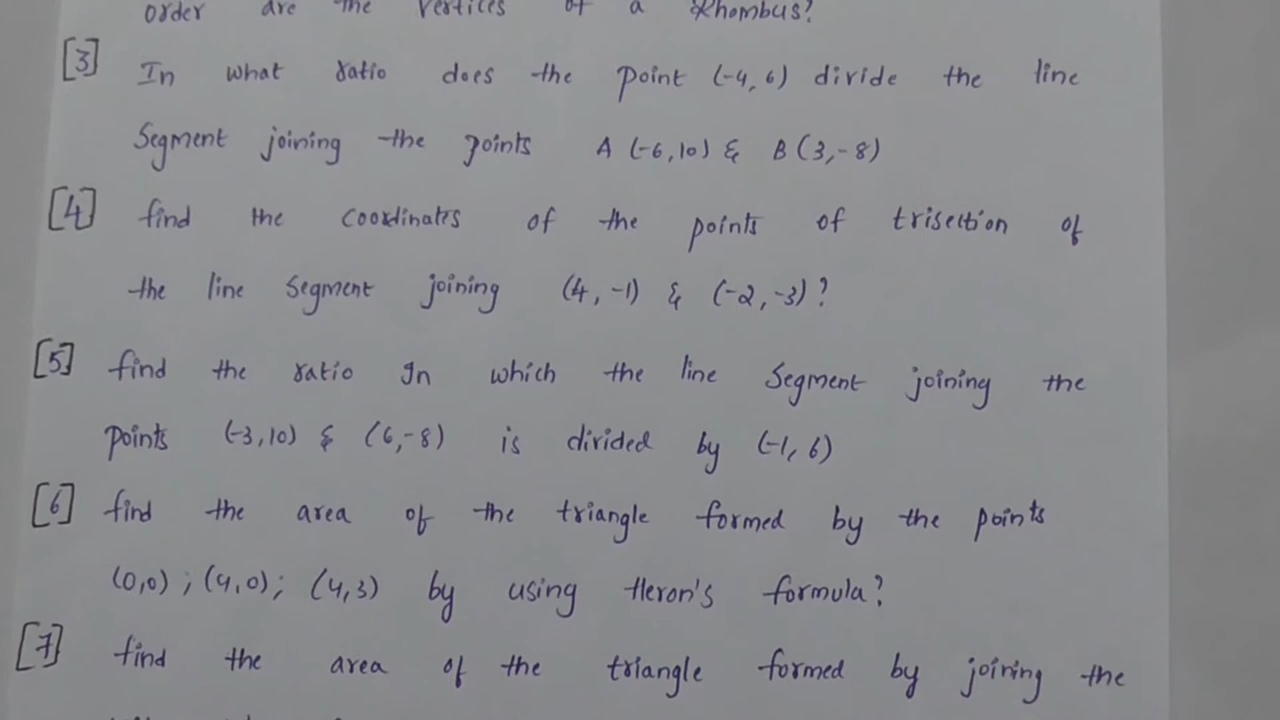 order are the vertices of a Rhombus?
[3] In what ratio does the point (-4, 6) divide the line
Segment joining the points A (-6,10) & B (3,-8)
[4] find the coordinates of the points of trisection of
the line Segment joining (4, -1) & (-2, -3)?
[5] find the ratio In which the line Segment joining the
points (-3,10) & (6,-8) is divided by (-1, 6)
[6] find the area of the triangle formed by the points
(0,0) ; (4,0); (4,3) by using Heron's formula?
[7] find the area of the triangle formed by joining the